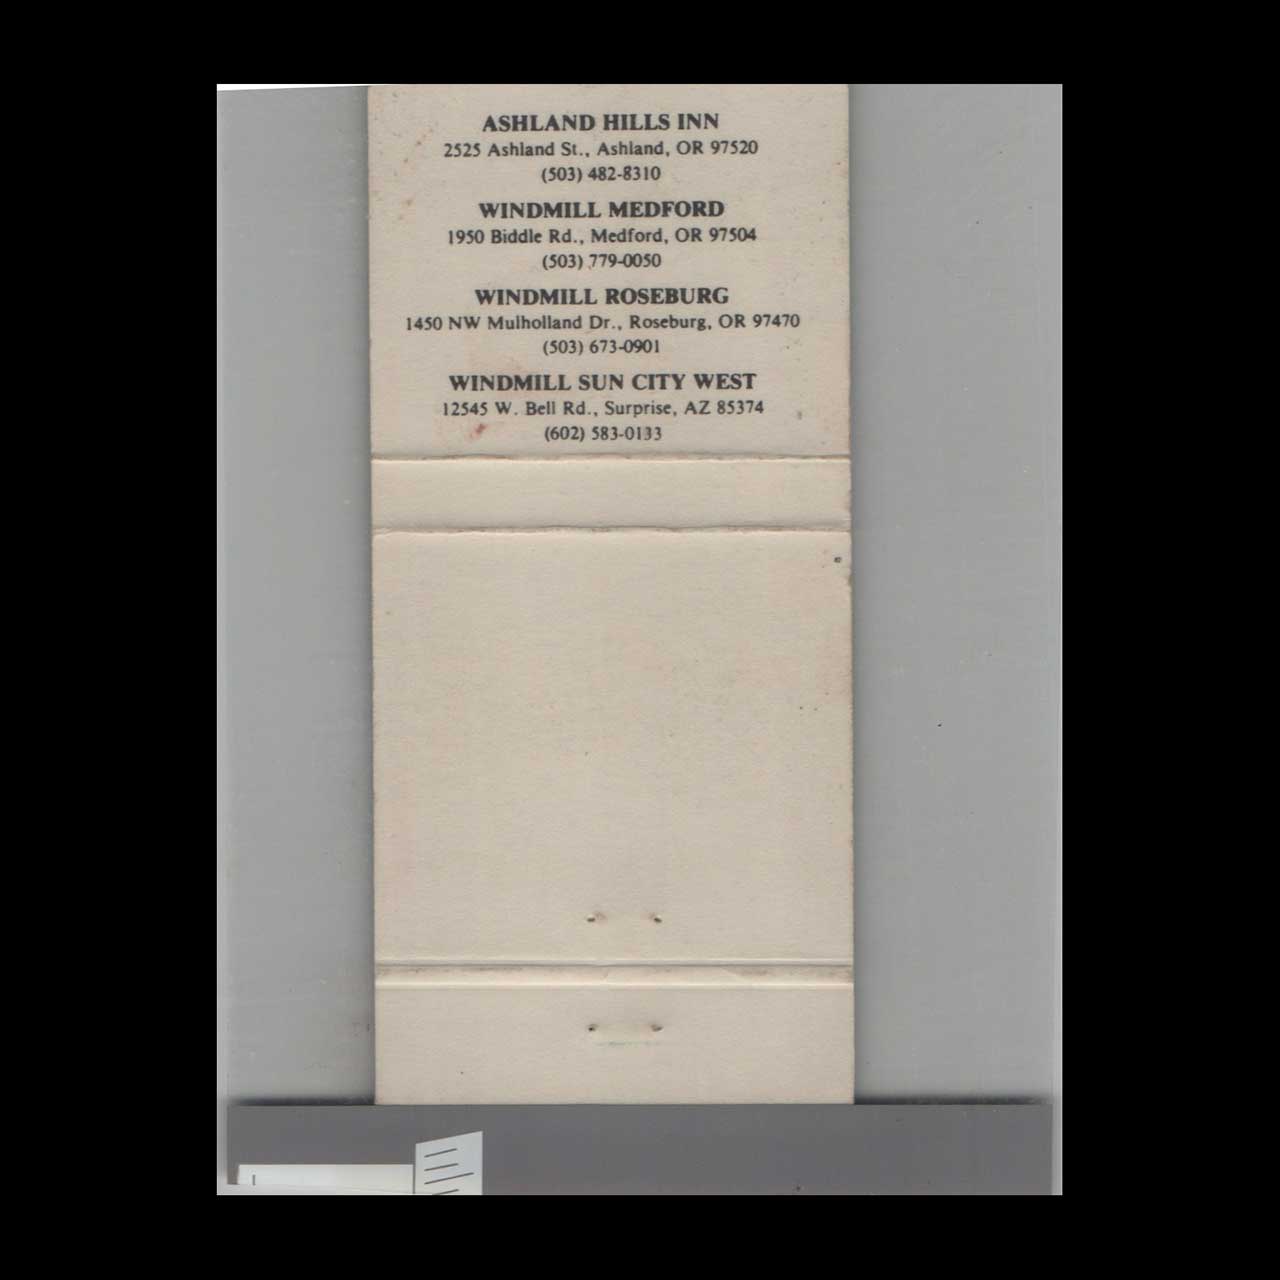 ASHLAND HILLS INN
2525 Ashland St., Ashland, OR 97520
(503) 482-8310
WINDMILL MEDFORD
1950 Biddle Rd., Medford, OR 97504
(503) 779-0050
WINDMILL ROSEBURG
1450 NW Mulholland Dr., Roseburg, OR 97470
(503) 673-0901
WINDMILL SUN CITY WEST
12545 W. Bell Rd., Surprise, AZ 85374
(602) 583-0133